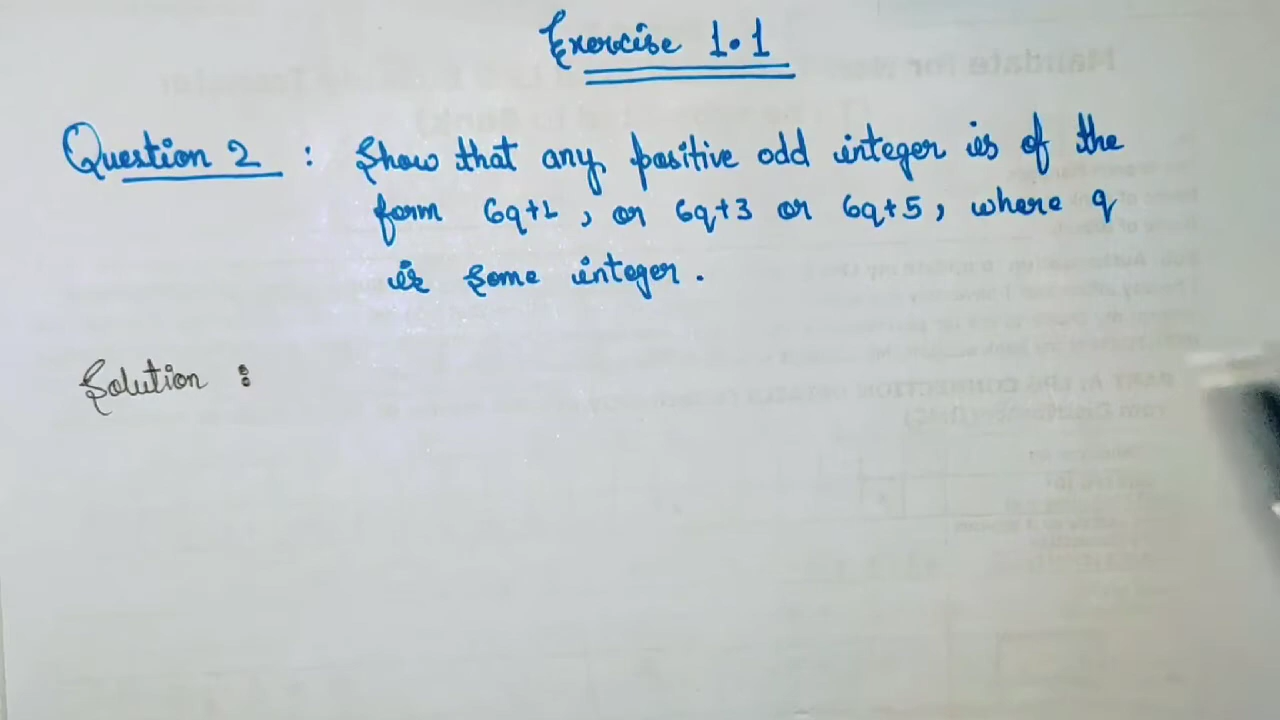 Exercise 1.1
Question 2 : Show that any positive odd integer is of the
form 6q+1, or 6q+3 or 6q+5, where q
is some integer.
Solution :